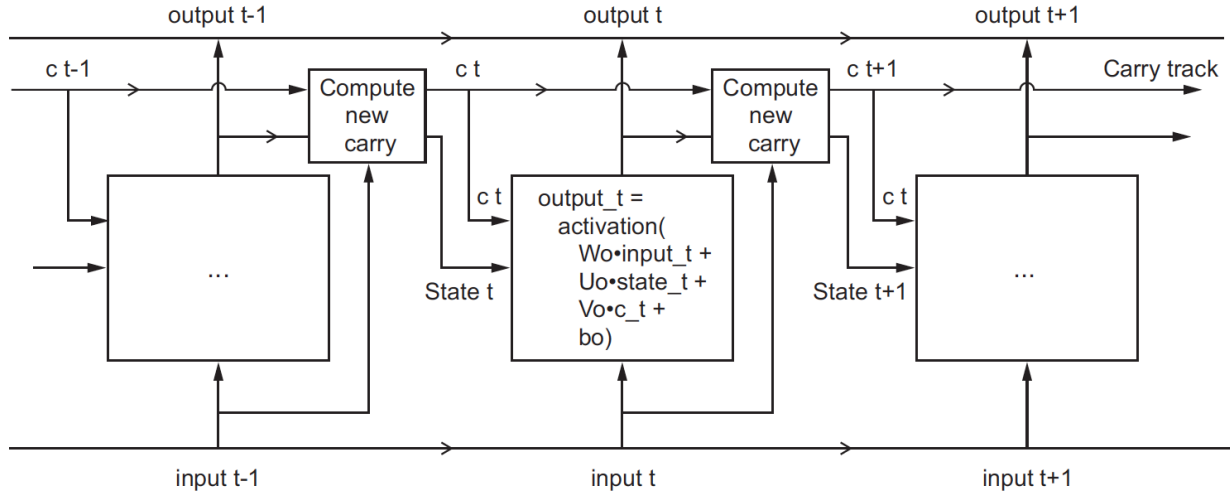 output t-1
output t
output t+1
c t-1
Compute
new
carry
c t
Compute
new
carry
c t+1
Carry track
c t
output_t =
activation(
Wo•input_t +
Uo•state_t +
Vo•c_t +
bo)
c t
...
...
State t
State t+1
input t-1
input t
input t+1